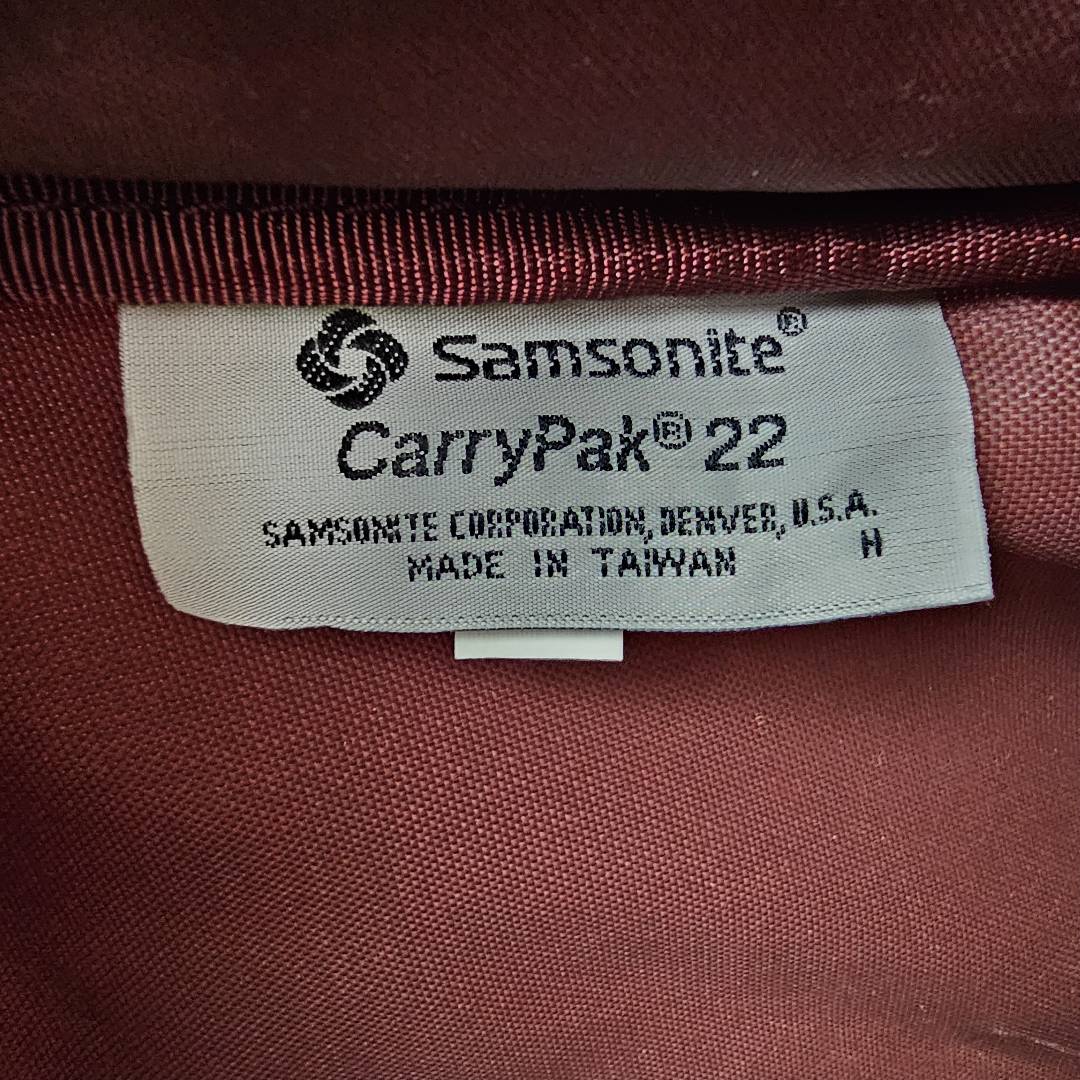 Samsonite®
CarryPak® 22
SAMSONITE CORPORATION, DENVER, U.S.A.
MADE IN TAIWAN H